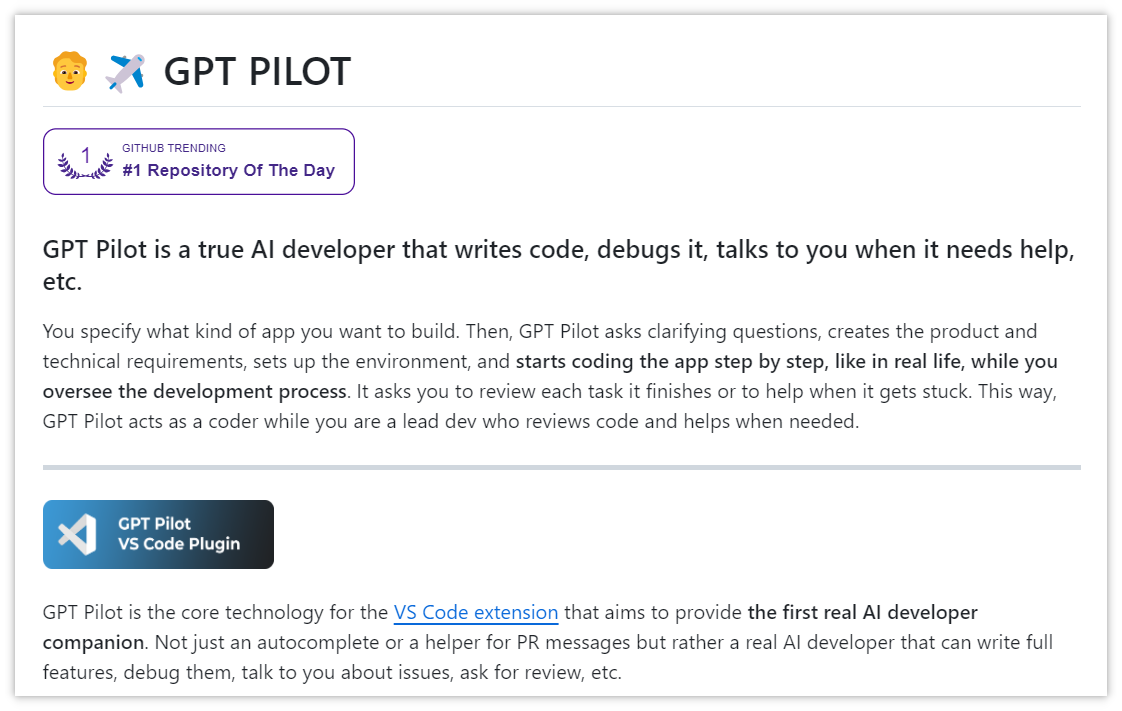 🧑‍🦱 ✈️ GPT PILOT
1
GITHUB TRENDING
#1 Repository Of The Day
GPT Pilot is a true AI developer that writes code, debugs it, talks to you when it needs help,
etc.
You specify what kind of app you want to build. Then, GPT Pilot asks clarifying questions, creates the product and
technical requirements, sets up the environment, and starts coding the app step by step, like in real life, while you
oversee the development process. It asks you to review each task it finishes or to help when it gets stuck. This way,
GPT Pilot acts as a coder while you are a lead dev who reviews code and helps when needed.
GPT Pilot
VS Code Plugin
GPT Pilot is the core technology for the VS Code extension that aims to provide the first real AI developer
companion. Not just an autocomplete or a helper for PR messages but rather a real AI developer that can write full
features, debug them, talk to you about issues, ask for review, etc.